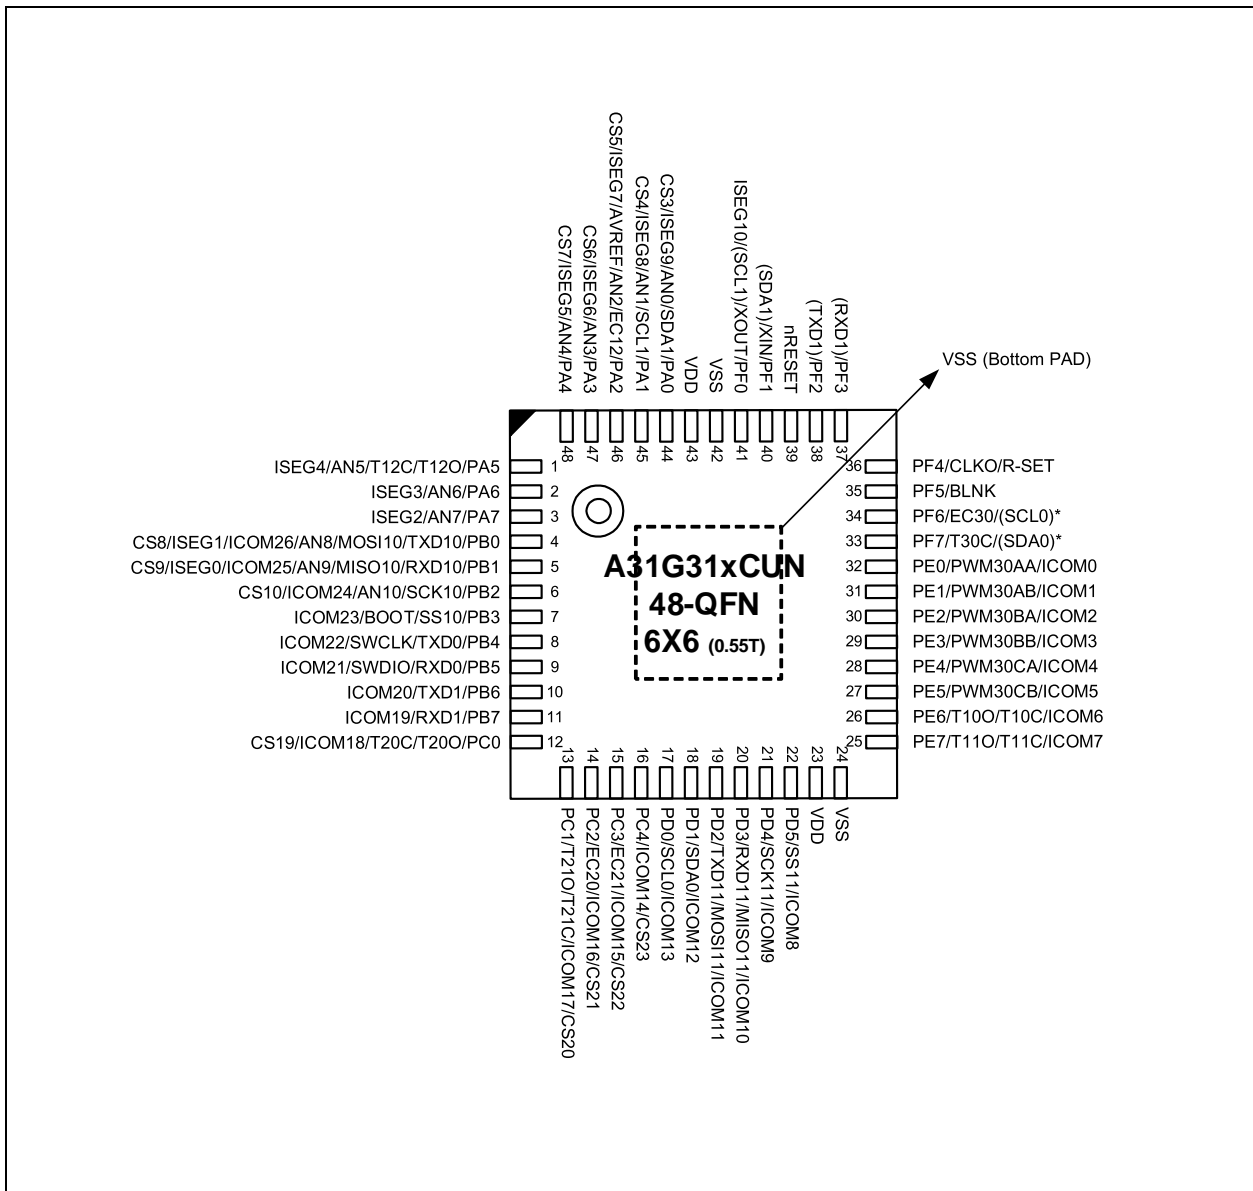 CS7/ISEG5/AN4/PA4
CS6/ISEG6/AN3/PA3
CS5/ISEG7/AVREF/AN2/EC12/PA2
CS4/ISEG8/AN1/SCL1/PA1
CS3/ISEG9/AN0/SDA1/PA0
VDD
VSS
ISEG10/(SCL1)/XOUT/PF0
(SDA1)/XIN/PF1
nRESET
(TXD1)/PF2
(RXD1)/PF3
VSS (Bottom PAD)
48
47
46
45
44
43
42
41
40
39
38
37
ISEG4/AN5/T12C/T12O/PA5 1
ISEG3/AN6/PA6 2
ISEG2/AN7/PA7 3
CS8/ISEG1/ICOM26/AN8/MOSI10/TXD10/PB0 4
CS9/ISEG0/ICOM25/AN9/MISO10/RXD10/PB1 5
CS10/ICOM24/AN10/SCK10/PB2 6
ICOM23/BOOT/SS10/PB3 7
ICOM22/SWCLK/TXD0/PB4 8
ICOM21/SWDIO/RXD0/PB5 9
ICOM20/TXD1/PB6 10
ICOM19/RXD1/PB7 11
CS19/ICOM18/T20C/T20O/PC0 12
A31G31xCUN
48-QFN
6X6 (0.55T)
36 PF4/CLKO/R-SET
35 PF5/BLNK
34 PF6/EC30/(SCL0)*
33 PF7/T30C/(SDA0)*
32 PE0/PWM30AA/ICOM0
31 PE1/PWM30AB/ICOM1
30 PE2/PWM30BA/ICOM2
29 PE3/PWM30BB/ICOM3
28 PE4/PWM30CA/ICOM4
27 PE5/PWM30CB/ICOM5
26 PE6/T10O/T10C/ICOM6
25 PE7/T11O/T11C/ICOM7
13
14
15
16
17
18
19
20
21
22
23
24
PC1/T21O/T21C/ICOM17/CS20
PC2/EC20/ICOM16/CS21
PC3/EC21/ICOM15/CS22
PC4/ICOM14/CS23
PD0/SCL0/ICOM13
PD1/SDA0/ICOM12
PD2/TXD11/MOSI11/ICOM11
PD3/RXD11/MISO11/ICOM10
PD4/SCK11/ICOM9
PD5/SS11/ICOM8
VDD
VSS